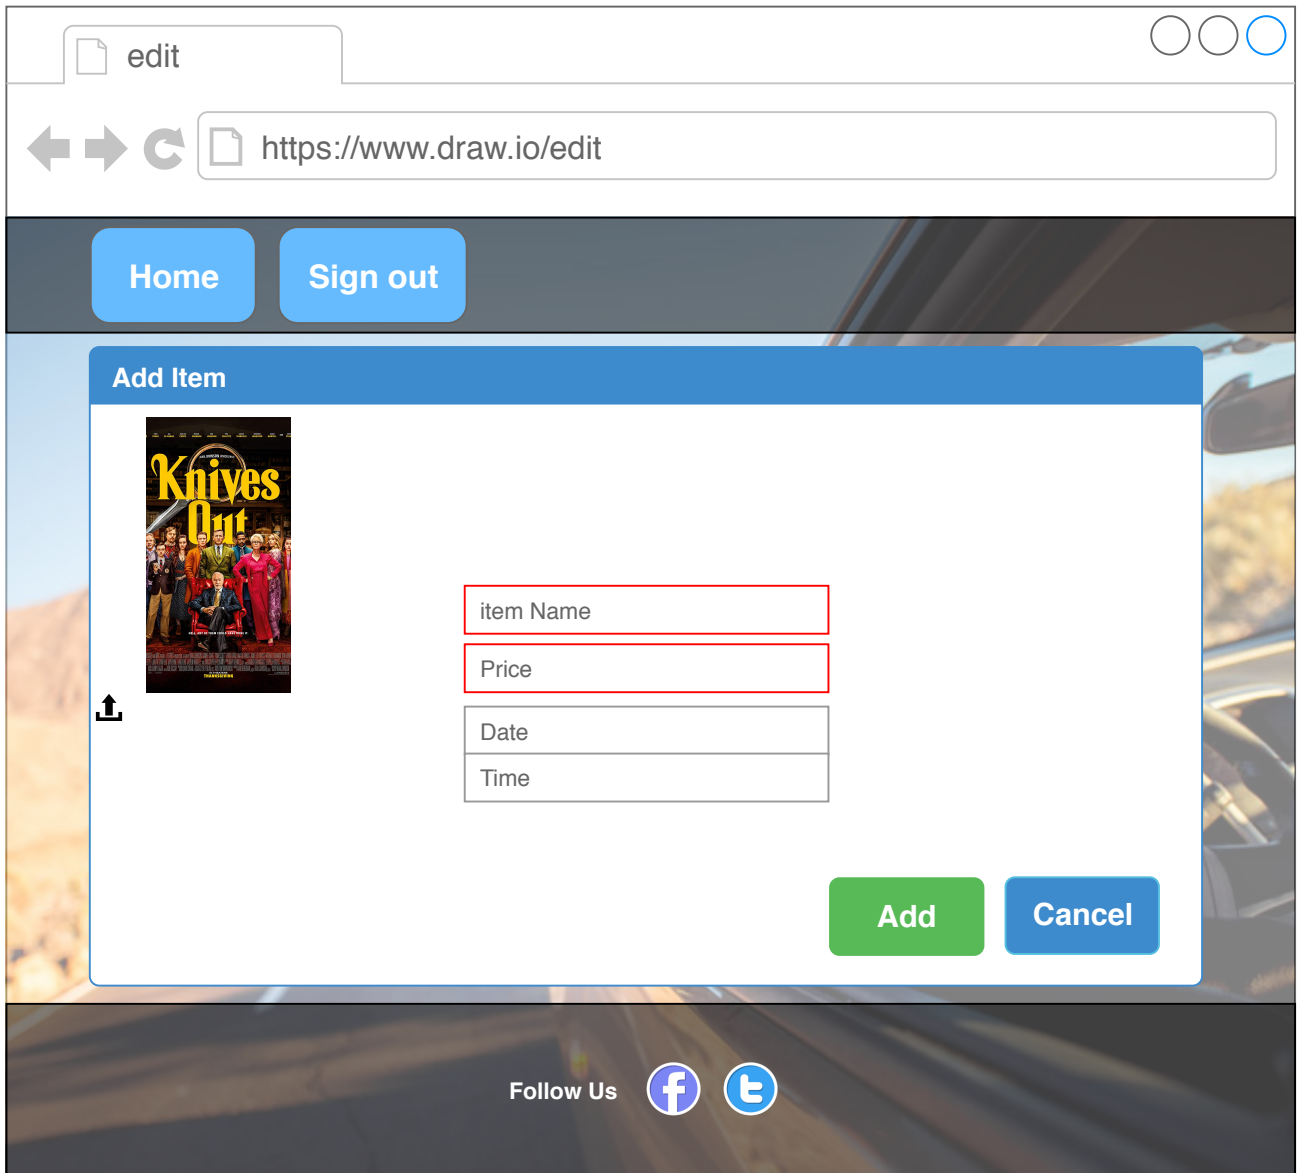 edit
https://www.draw.io/edit
Home
Sign out
Add Item
Knives
Out
THANKSGIVING
item Name
Price
Date
Time
Add
Cancel
Follow Us